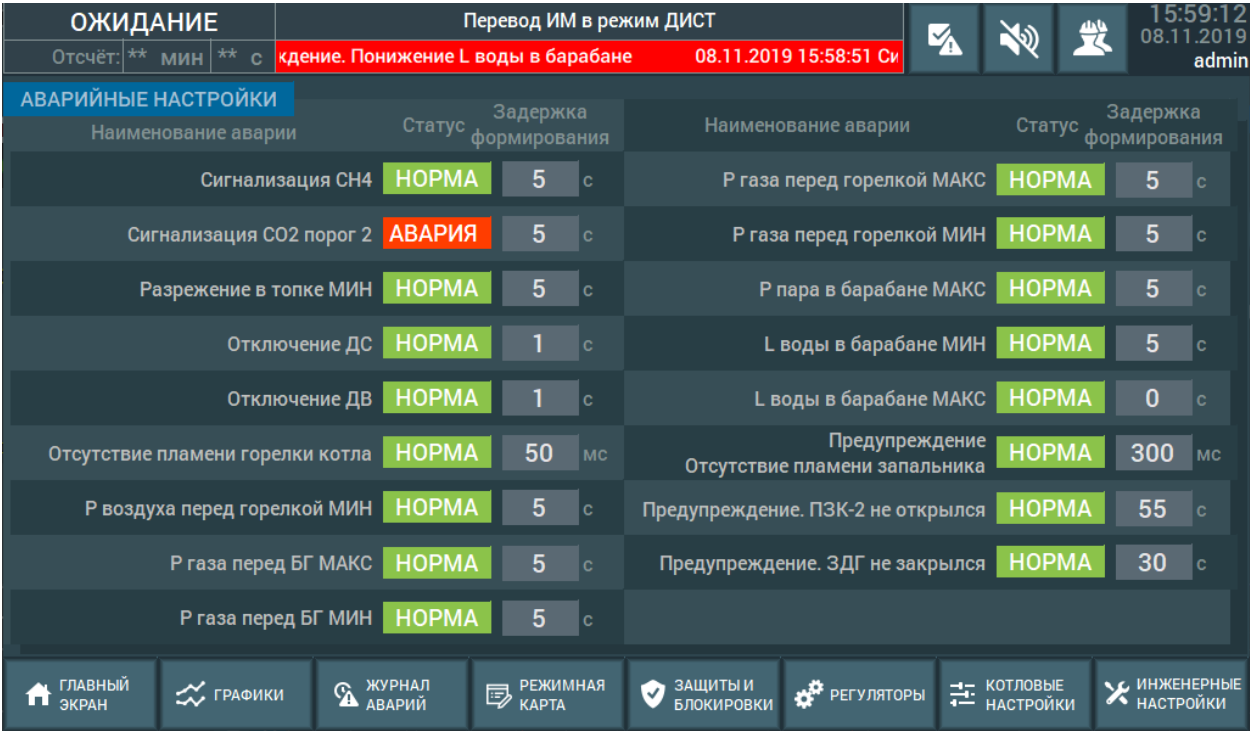 ОЖИДАНИЕ
Перевод ИМ в режим ДИСТ
15:59:12
08.11.2019
admin
Отсчёт: ** мин ** с
ждение. Понижение L воды в барабане 08.11.2019 15:58:51 Си
АВАРИЙНЫЕ НАСТРОЙКИ
Наименование аварии Статус Задержка формирования
Наименование аварии Статус Задержка формирования
Сигнализация CH4 НОРМА 5 с
Р газа перед горелкой МАКС НОРМА 5 с
Сигнализация СО2 порог 2 АВАРИЯ 5 с
Р газа перед горелкой МИН НОРМА 5 с
Разрежение в топке МИН НОРМА 5 с
Р пара в барабане МАКС НОРМА 5 с
Отключение ДС НОРМА 1 с
L воды в барабане МИН НОРМА 5 с
Отключение ДВ НОРМА 1 с
L воды в барабане МАКС НОРМА 0 с
Отсутствие пламени горелки котла НОРМА 50 мс
Предупреждение
Отсутствие пламени запальника НОРМА 300 мс
Р воздуха перед горелкой МИН НОРМА 5 с
Предупреждение. ПЗК-2 не открылся НОРМА 55 с
Р газа перед БГ МАКС НОРМА 5 с
Предупреждение. ЗДГ не закрылся НОРМА 30 с
Р газа перед БГ МИН НОРМА 5 с
ГЛАВНЫЙ ЭКРАН
ГРАФИКИ
ЖУРНАЛ АВАРИЙ
РЕЖИМНАЯ КАРТА
ЗАЩИТЫ И БЛОКИРОВКИ
РЕГУЛЯТОРЫ
КОТЛОВЫЕ НАСТРОЙКИ
ИНЖЕНЕРНЫЕ НАСТРОЙКИ